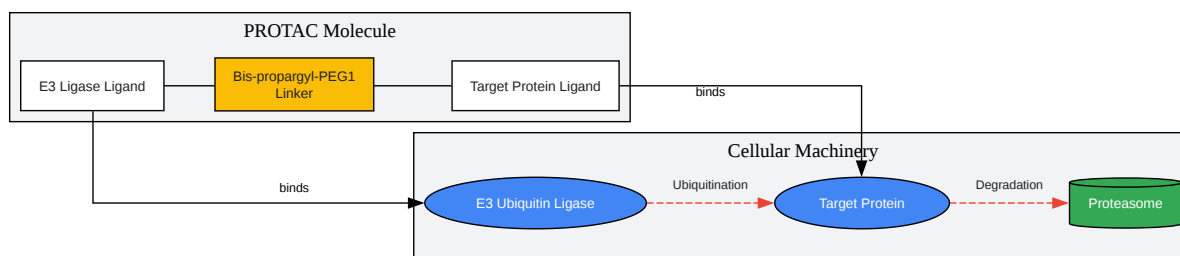 PROTAC Molecule
E3 Ligase Ligand
Bis-propargyl-PEG1
Linker
Target Protein Ligand
binds
Cellular Machinery
binds
E3 Ubiquitin Ligase
Ubiquitination
Target Protein
Degradation
Proteasome